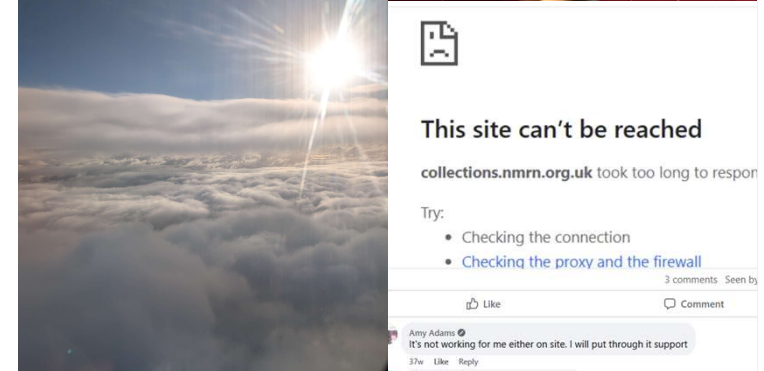 This site can’t be reached
collections.nmrn.org.uk took too long to
Try:
Checking the connection
Checking the proxy and the firewall
3 comments Seen by
Like Comment
Amy Adams
It's not working for me either on site. I will put through it support
37w Like Reply